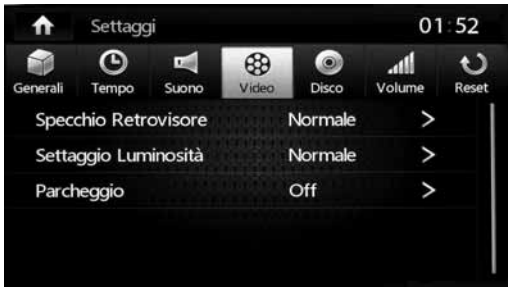 Settaggi 01:52
Generali Tempo Suono Video Disco Volume Reset
Specchio Retrovisore Normale >
Settaggio Luminosità Normale >
Parcheggio Off >